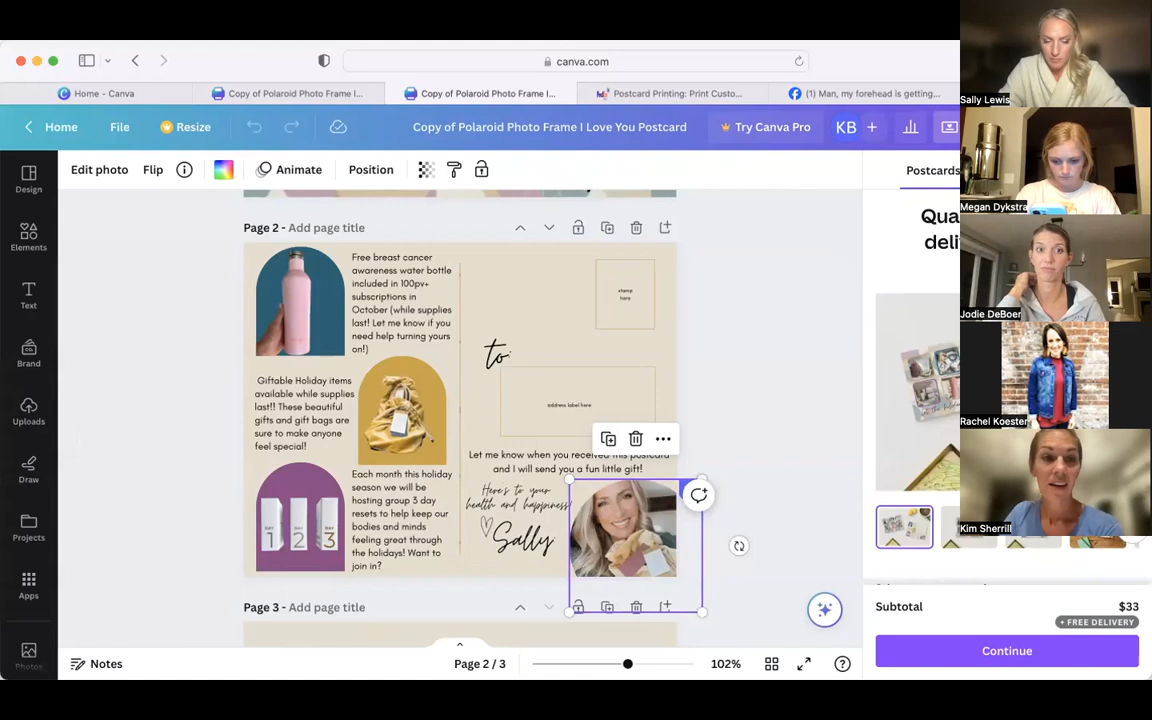 canva.com
Home - Canva
Copy of Polaroid Photo Frame I...
Copy of Polaroid Photo Frame I...
Postcard Printing: Print Custo...
(1) Man, my forehead is getting...
Home
File
Resize
Copy of Polaroid Photo Frame I Love You Postcard
Try Canva Pro
KB
Edit photo
Flip
Animate
Position
Postcards
Design
Elements
Text
Brand
Uploads
Draw
Projects
Apps
Photos
Page 2 - Add page title
Free breast cancer
awareness water bottle
included in 100pv+
subscriptions in
October (while supplies
last! Let me know if you
need help turning yours
on!)
Giftable Holiday items
available while supplies
last!! These beautiful
gifts and gift bags are
sure to make anyone
feel special!
DAY DAY DAY
1 2 3
Each month this holiday
season we will be
hosting group 3 day
resets to help keep our
bodies and minds
feeling great through
the holidays! Want to
join in?
stamp
here
to:
address label here
Let me know when you received this postcard
and I will send you a fun little gift!
Here's to your
health and happiness!
Sally
Page 3 - Add page title
Notes
Page 2 / 3
102%
Qua
deli
Subtotal
$33
+ FREE DELIVERY
Continue
Sally Lewis
Megan Dykstra
Jodie DeBoer
Rachel Koester
Kim Sherrill